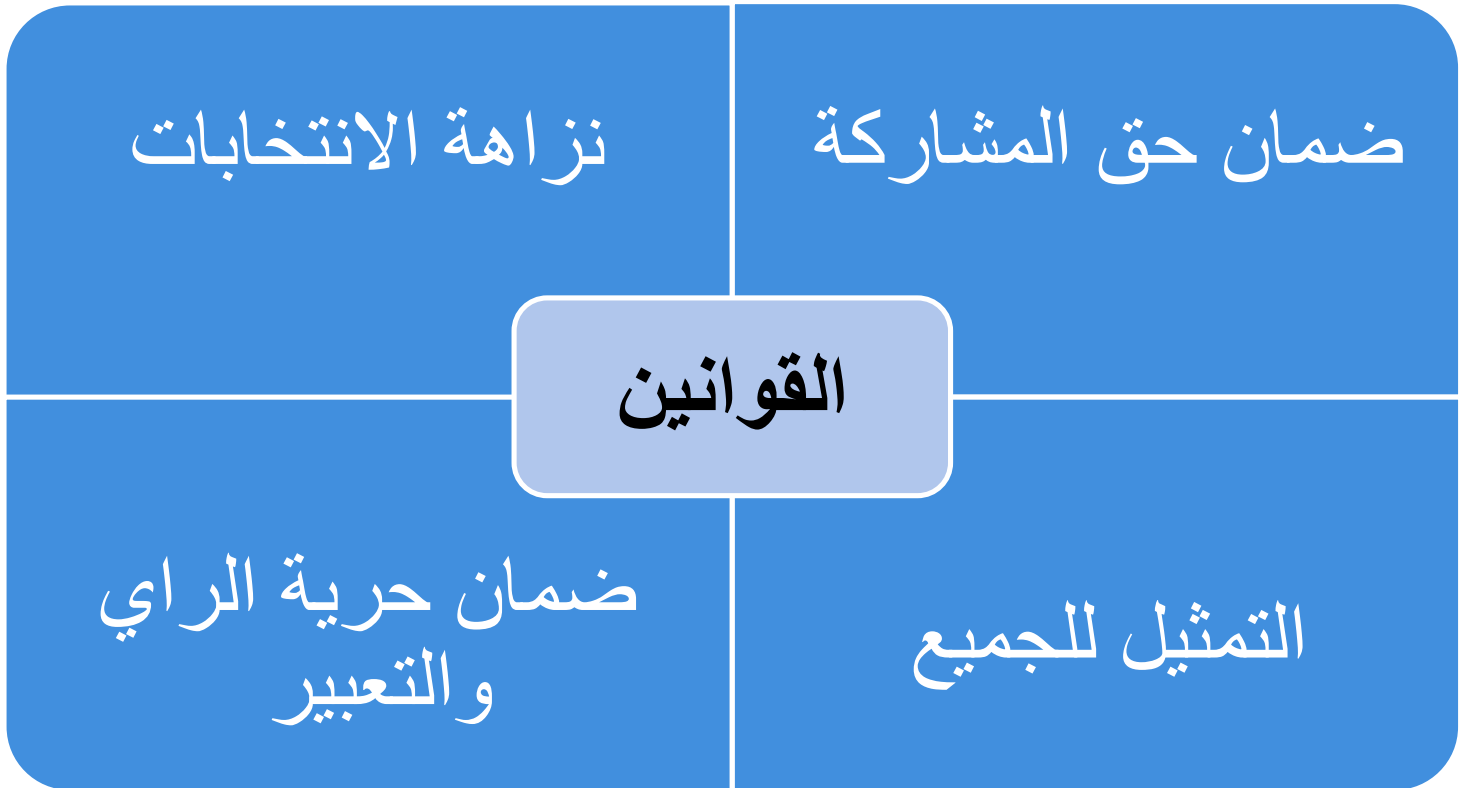 ضمان حق المشاركة
نزاهة الانتخابات
القوانين
التمثيل للجميع
ضمان حرية الراي
والتعبير